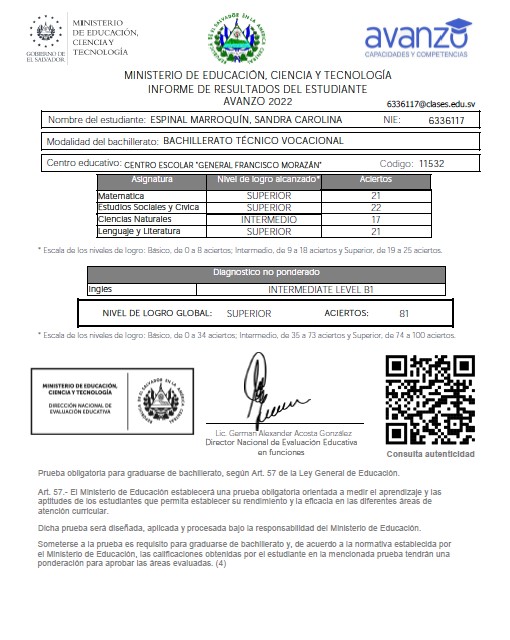 MINISTERIO
DE EDUCACIÓN,
CIENCIA Y
TECNOLOGÍA
GOBIERNO DE
EL SALVADOR
avanzo
CAPACIDADES Y COMPETENCIAS
MINISTERIO DE EDUCACIÓN, CIENCIA Y TECNOLOGÍA
INFORME DE RESULTADOS DEL ESTUDIANTE
AVANZO 2022
6336117@clases.edu.sv
Nombre del estudiante: ESPINAL MARROQUÍN, SANDRA CAROLINA NIE: 6336117
Modalidad del bachillerato: BACHILLERATO TÉCNICO VOCACIONAL
Centro educativo: CENTRO ESCOLAR "GENERAL FRANCISCO MORAZÁN" Código: 11532
Asignatura Nivel de logro alcanzado* Aciertos
Matematica SUPERIOR 21
Estudios Sociales y Civica SUPERIOR 22
Ciencias Naturales INTERMEDIO 17
Lenguaje y Literatura SUPERIOR 21
* Escala de los niveles de logro: Básico, de 0 a 8 aciertos; Intermedio, de 9 a 18 aciertos y Superior, de 19 a 25 aciertos.
Diagnostico no ponderado
Ingles INTERMEDIATE LEVEL B1
NIVEL DE LOGRO GLOBAL: SUPERIOR ACIERTOS: 81
* Escala de los niveles de logro: Básico, de 0 a 34 aciertos; Intermedio, de 35 a 73 aciertos y Superior, de 74 a 100 aciertos.
MINISTERIO DE EDUCACIÓN,
CIENCIA Y TECNOLOGÍA
DIRECCIÓN NACIONAL DE
EVALUACIÓN EDUCATIVA
Lic. German Alexander Acosta González
Director Nacional de Evaluación Educativa
en funciones
Consulta autenticidad
Prueba obligatoria para graduarse de bachillerato, según Art. 57 de la Ley General de Educación.
Art. 57.- El Ministerio de Educación establecerá una prueba obligatoria orientada a medir el aprendizaje y las
aptitudes de los estudiantes que permita establecer su rendimiento y la eficacia en las diferentes áreas de
atención curricular.
Dicha prueba será diseñada, aplicada y procesada bajo la responsabilidad del Ministerio de Educación.
Someterse a la prueba es requisito para graduarse de bachillerato y, de acuerdo a la normativa establecida por
el Ministerio de Educación, las calificaciones obtenidas por el estudiante en la mencionada prueba tendrán una
ponderación para aprobar las áreas evaluadas. (4)